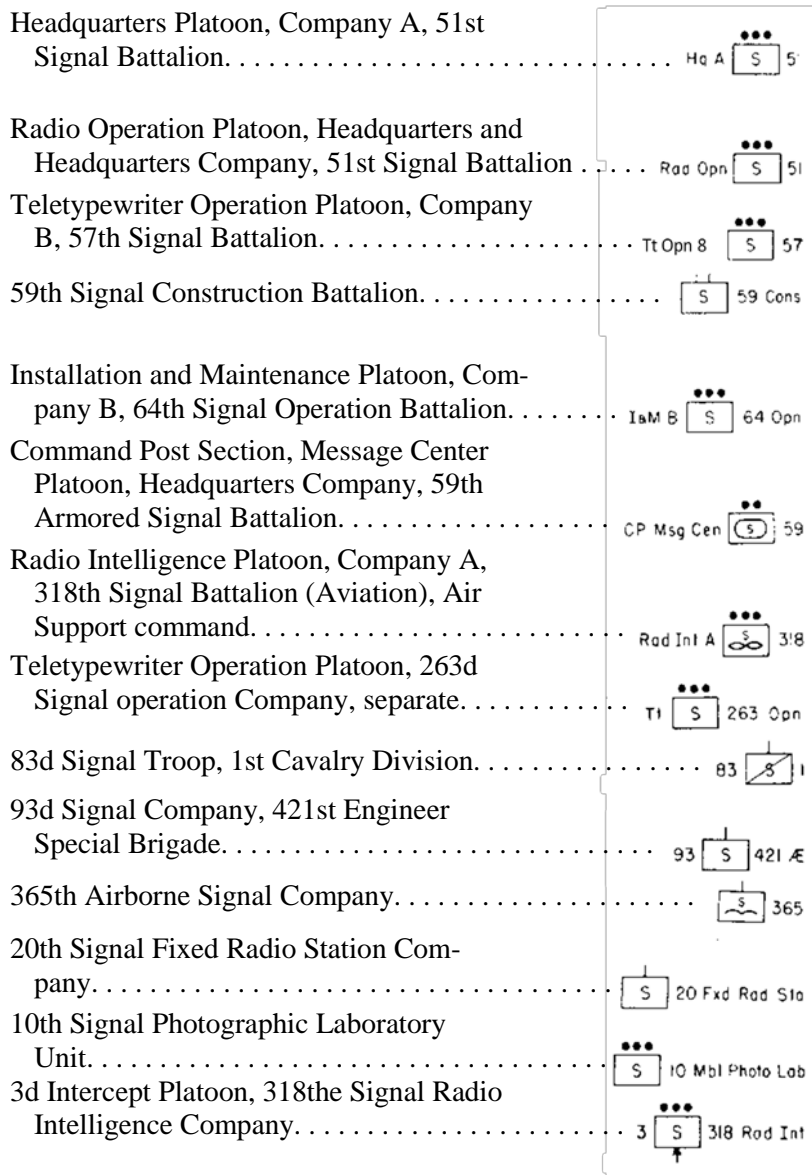 Headquarters Platoon, Company A, 51st
Signal Battalion. . . . . . . . . . . . . . . . . . . . . . . . . . . . . . . Hq A S 5
Radio Operation Platoon, Headquarters and
Headquarters Company, 51st Signal Battalion . . . . . Rad Opn S 51
Teletypewriter Operation Platoon, Company
B, 57th Signal Battalion. . . . . . . . . . . . . . . . . . . . . . Tt Opn 8 S 57
59th Signal Construction Battalion. . . . . . . . . . . . . . . . . S 59 Cons
Installation and Maintenance Platoon, Com-
pany B, 64th Signal Operation Battalion. . . . . . . . I&M B S 64 Opn
Command Post Section, Message Center
Platoon, Headquarters Company, 59th
Armored Signal Battalion. . . . . . . . . . . . . . . . . . . CP Msg Cen S 59
Radio Intelligence Platoon, Company A,
318th Signal Battalion (Aviation), Air
Support command. . . . . . . . . . . . . . . . . . . . . . . . . . Rad Int A S 318
Teletypewriter Operation Platoon, 263d
Signal operation Company, separate. . . . . . . . . . . . Tt S 263 Opn
83d Signal Troop, 1st Cavalry Division. . . . . . . . . . . . . . . . 83 S 1
93d Signal Company, 421st Engineer
Special Brigade. . . . . . . . . . . . . . . . . . . . . . . . . . . . . . 93 S 421 Æ
365th Airborne Signal Company. . . . . . . . . . . . . . . . . . . . . S 365
20th Signal Fixed Radio Station Com-
pany. . . . . . . . . . . . . . . . . . . . . . . . . . . . . . . . . . . . S 20 Fxd Rad Sta
10th Signal Photographic Laboratory
Unit. . . . . . . . . . . . . . . . . . . . . . . . . . . . . . . . . . . . S 10 Mbl Photo Lab
3d Intercept Platoon, 318the Signal Radio
Intelligence Company. . . . . . . . . . . . . . . . . . . . . . . 3 S 318 Rad Int